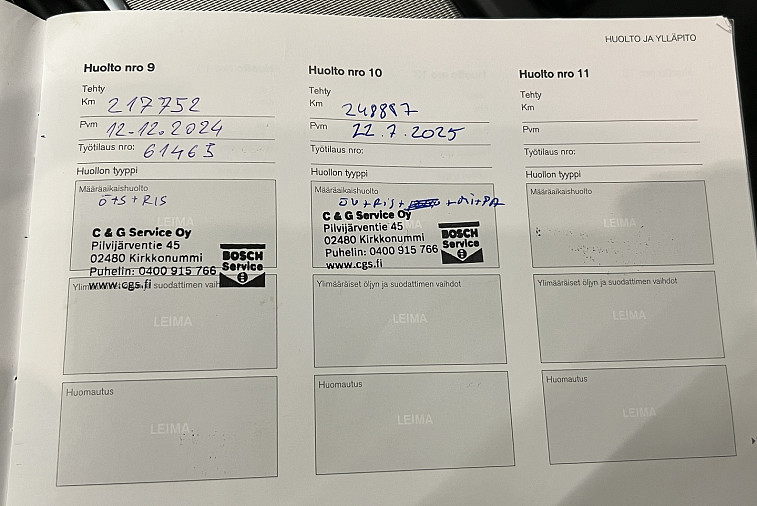 HUOLTO JA YLLÄPITO
Huolto nro 9
Tehty
Km 217752
Pvm 12.12.2024
Työtilaus nro: 61465
Huollon tyyppi
Määräaikaishuolto
Ö+S + RIS
LEIMA
C & G Service Oy
Pilvijärventie 45
02480 Kirkkonummi
Puhelin: 0400 915 766
www.cgs.fi
BOSCH
Service
Ylimääräiset öljyn ja suodattimen vaihdot
LEIMA
Huomautus
LEIMA
Huolto nro 10
Tehty
Km 248887
Pvm 22.7.2025
Työtilaus nro:
Huollon tyyppi
Määräaikaishuolto
C & G Service Oy
Pilvijärventie 45
02480 Kirkkonummi
Puhelin: 0400 915 766
www.cgs.fi
BOSCH
Service
Ylimääräiset öljyn ja suodattimen vaihdot
LEIMA
Huomautus
LEIMA
Huolto nro 11
Tehty
Km
Pvm
Työtilaus nro:
Huollon tyyppi
Määräaikaishuolto
LEIMA
Ylimääräiset öljyn ja suodattimen vaihdot
LEIMA
Huomautus
LEIMA